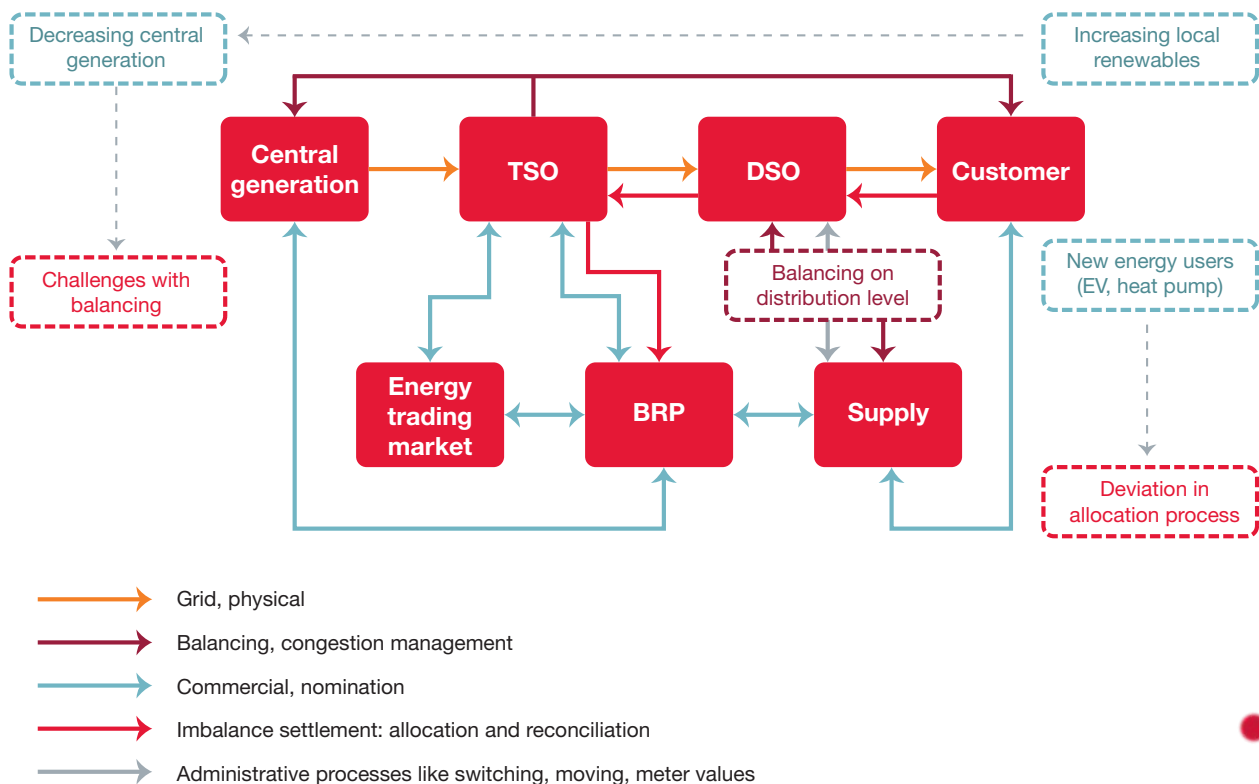 Decreasing central
generation
Increasing local
renewables
Central
generation
TSO
DSO
Customer
Challenges with
balancing
Balancing on
distribution level
New energy users
(EV, heat pump)
Energy
trading
market
BRP
Supply
Deviation in
allocation process
Grid, physical
Balancing, congestion management
Commercial, nomination
Imbalance settlement: allocation and reconciliation
Administrative processes like switching, moving, meter values